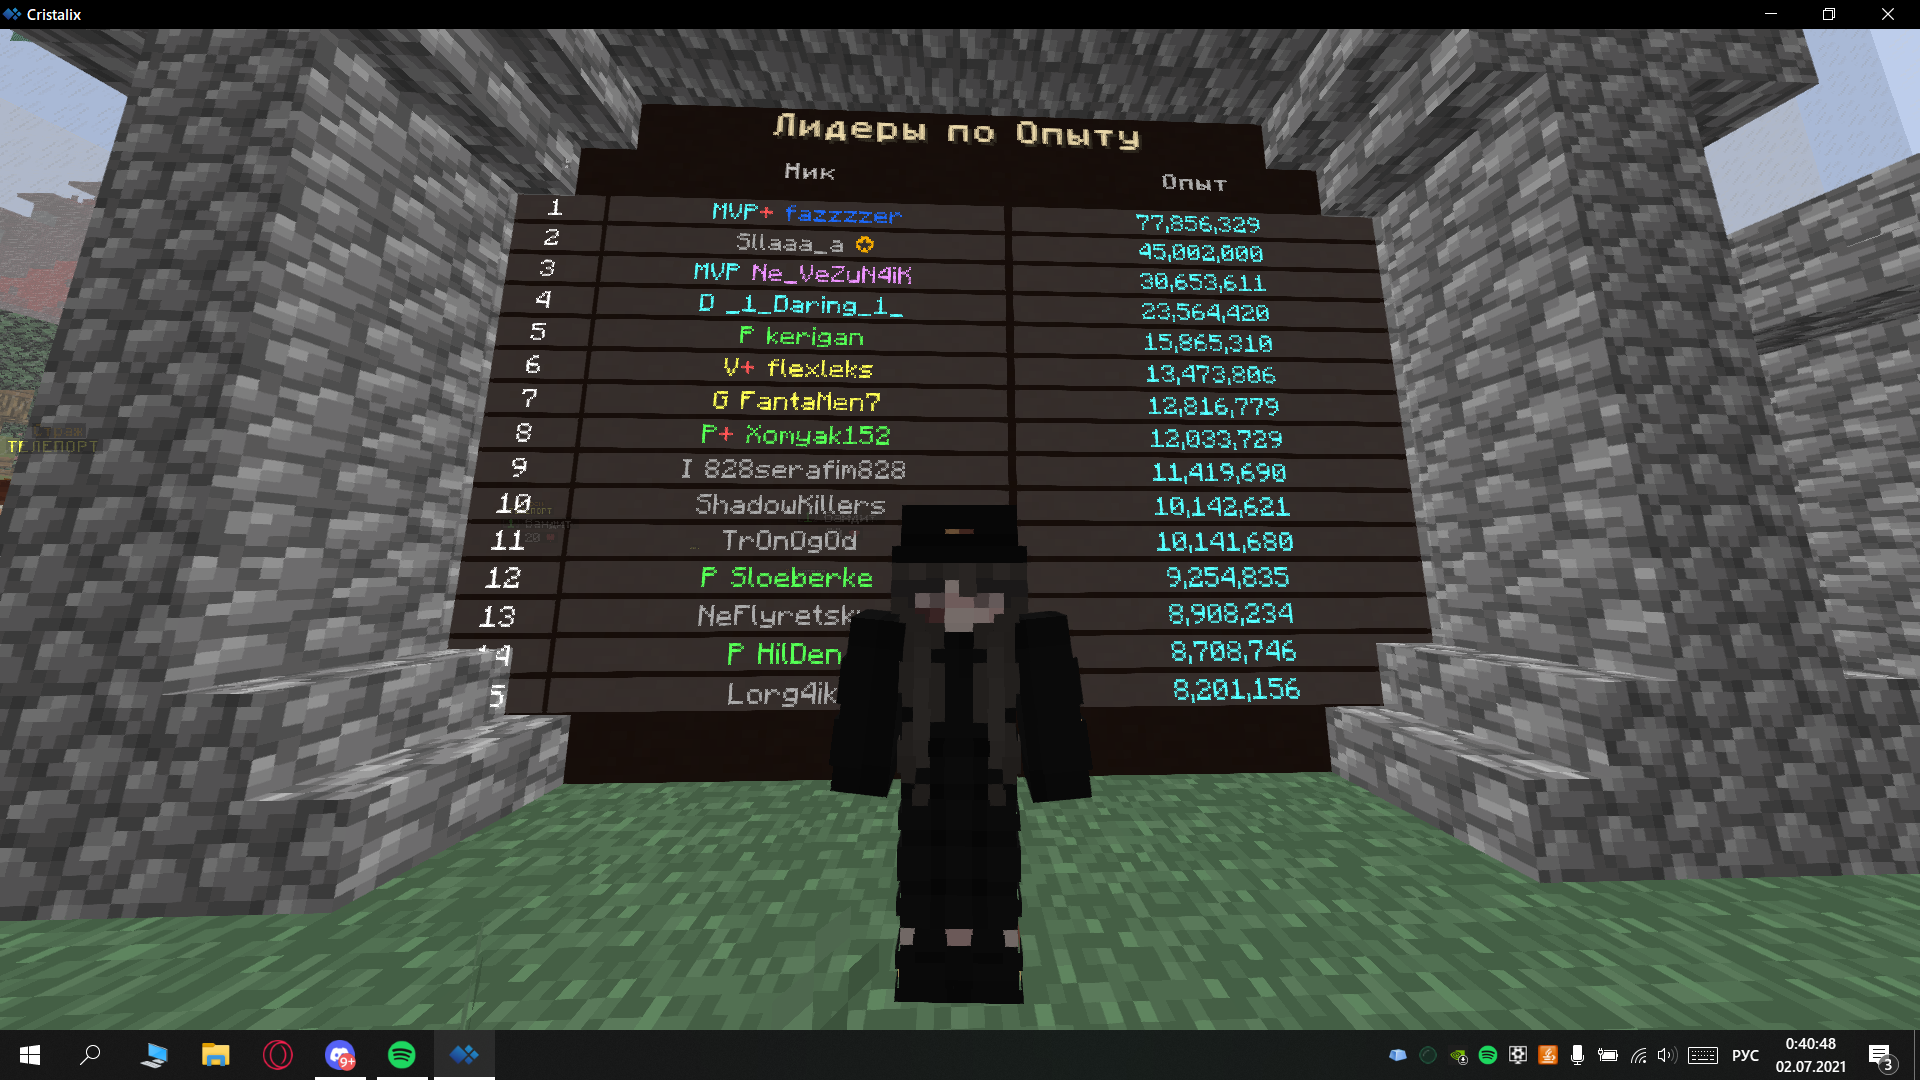 Cristalix
Лидеры по Опыту
Ник Опыт
1 MVP+ fazzzzer 77,856,329
2 Sllaaa_a 45,002,000
3 MVP Ne_VeZuN4iK 30,653,611
4 D _1_Daring_1_ 23,564,420
5 P kerigan 15,865,310
6 V+ flexleks 13,473,806
7 G FantaMen7 12,816,779
8 P+ Xomyak152 12,033,729
9 I 828serafim828 11,419,690
10 ShadowKillers 10,142,621
11 Tr0n0g0d 10,141,680
12 P Sloeberke 9,254,835
13 8,908,234
14 P HilDen 8,708,746
5 Lorg4ik 8,201,156
ТЕЛЕПОРТ
9+
РУС
0:40:48
02.07.2021
3